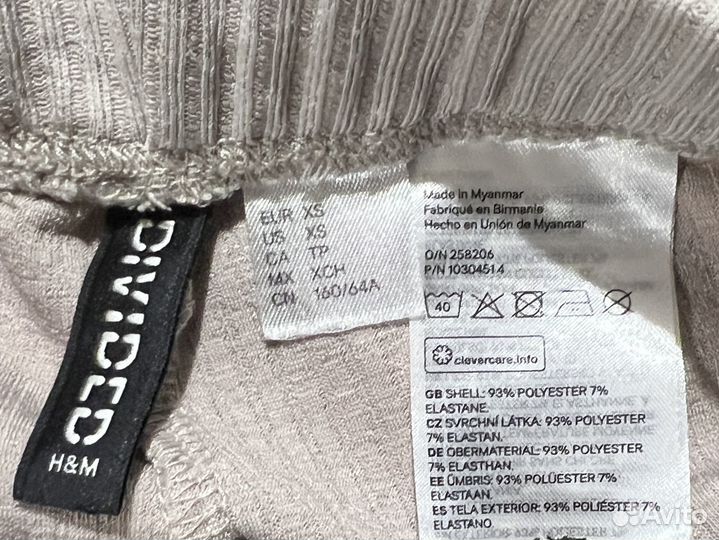 DIVIDED
H&M
EUR XS
US XS
CA TP
MX XCH
CN 160/64A
Made in Myanmar
Fabriqué en Birmanie
Hecho en Unión de Myanmar
O/N 258206
P/N 10304514
40
clevercare.info
GB SHELL: 93% POLYESTER 7%
ELASTANE
CZ SVRCHNÍ LÁTKA: 93% POLYESTER
7% ELASTAN
DE OBERMATERIAL: 93% POLYESTER
7% ELASTHAN
EE ÜMBRIS: 93% POLÜESTER 7%
ELASTAAN
ES TELA EXTERIOR: 93% POLIÉSTER 7%
ELASTANO
Avito